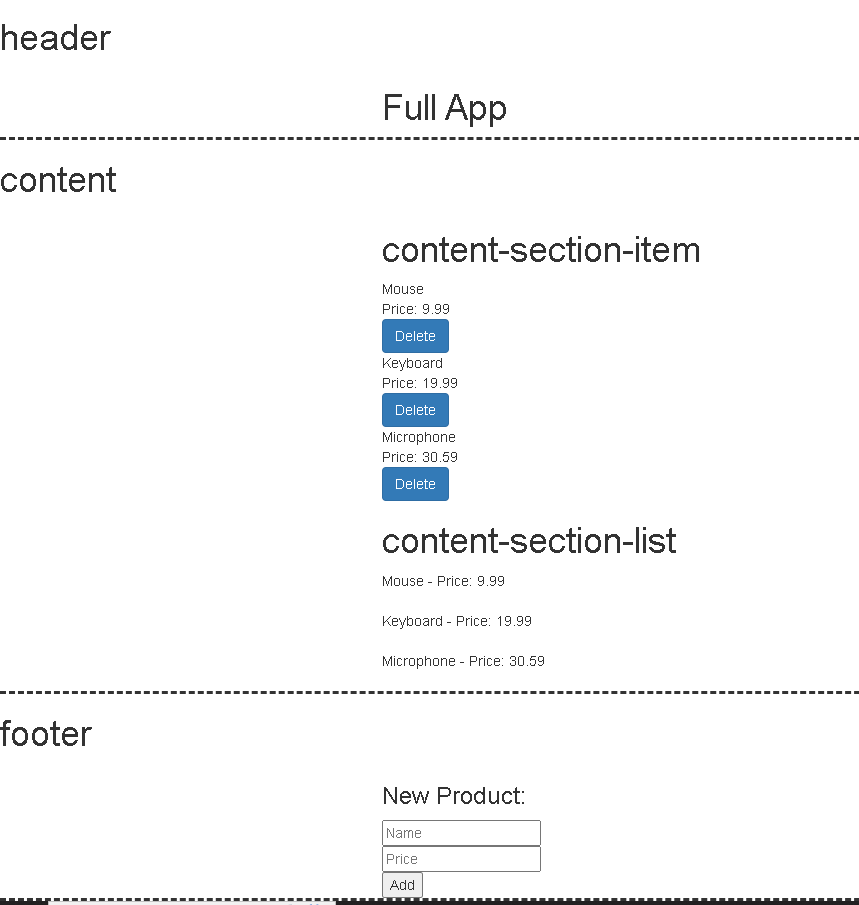 header
Full App
content
content-section-item
Mouse
Price: 9.99
Delete
Keyboard
Price: 19.99
Delete
Microphone
Price: 30.59
Delete
content-section-list
Mouse - Price: 9.99
Keyboard - Price: 19.99
Microphone - Price: 30.59
footer
New Product:
Name
Price
Add